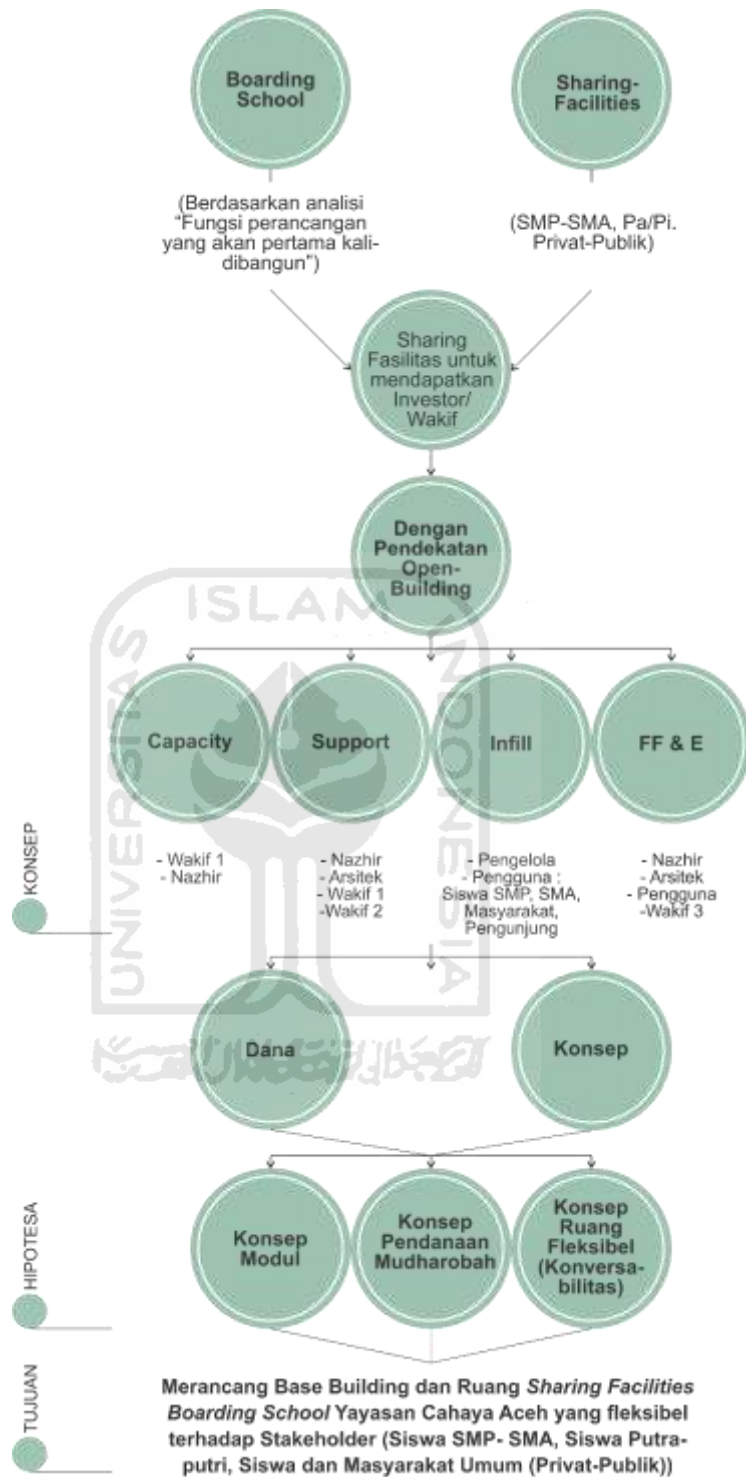 Boarding
School
Sharing-
Facilities
(Berdasarkan analisi
"Fungsi perancangan
yang akan pertama kali-
dibangun")
(SMP-SMA, Pa/Pi.
Privat-Publik)
Sharing
Fasilitas untuk
mendapatkan
Investor/
Wakif
Dengan
Pendekatan
Open-
Building
UNIVERSITAS
ISLAM
INDONESIA
Capacity
Support
Infill
FF & E
KONSEP
- Wakif 1
- Nazhir
- Nazhir
- Arsitek
- Wakif 1
-Wakif 2
- Pengelola
- Pengguna :
Siswa SMP, SMA,
Masyarakat,
Pengunjung
- Nazhir
- Arsitek
- Pengguna
-Wakif 3
Dana
Konsep
HIPOTESA
Konsep
Modul
Konsep
Pendanaan
Mudharobah
Konsep
Ruang
Fleksibel
(Konversa-
bilitas)
TUJUAN
Merancang Base Building dan Ruang Sharing Facilities
Boarding School Yayasan Cahaya Aceh yang fleksibel
terhadap Stakeholder (Siswa SMP- SMA, Siswa Putra-
putri, Siswa dan Masyarakat Umum (Privat-Publik))